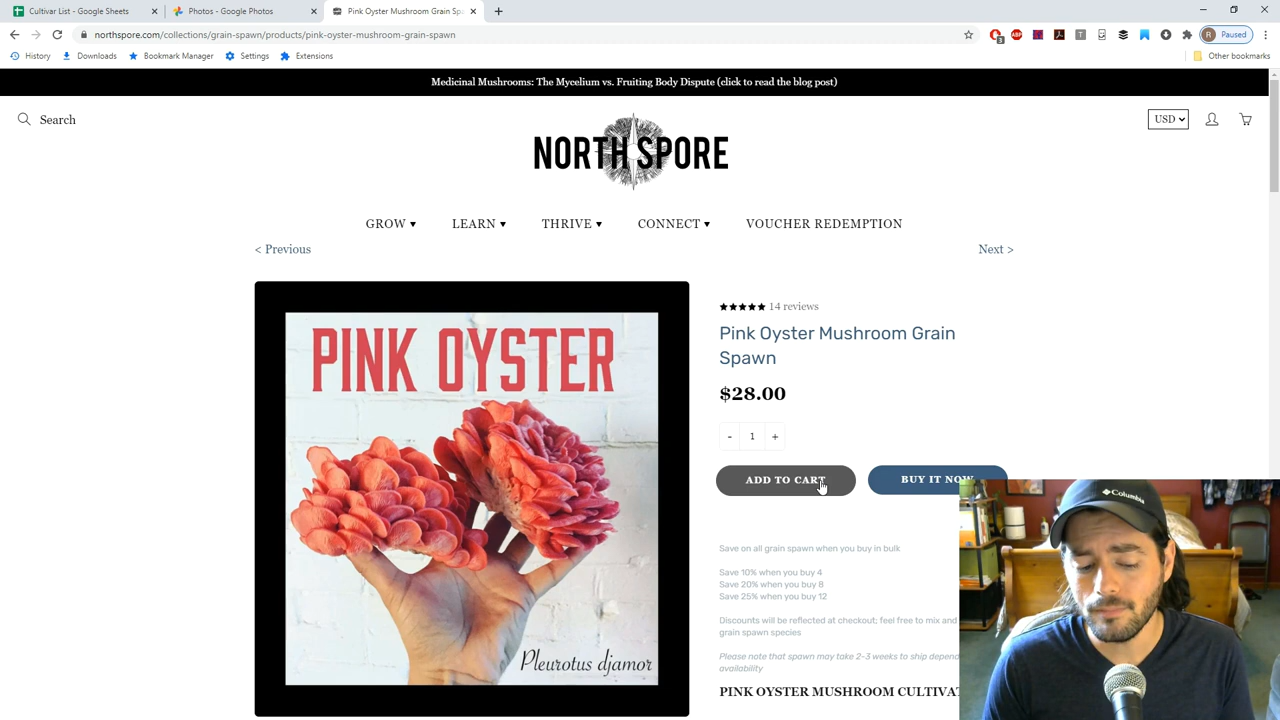 Cultivar List - Google Sheets
Photos - Google Photos
Pink Oyster Mushroom Grain Sp
northspore.com/collections/grain-spawn/products/pink-oyster-mushroom-grain-spawn
3
ABP
T
R
Paused
History
Downloads
Bookmark Manager
Settings
Extensions
Other bookmarks
Medicinal Mushrooms: The Mycelium vs. Fruiting Body Dispute (click to read the blog post)
Search
USD
NORTH SPORE
GROW ▾ LEARN ▾ THRIVE ▾ CONNECT ▾ VOUCHER REDEMPTION
< Previous
Next >
PINK OYSTER
Pleurotus djamor
★★★★★ 14 reviews
Pink Oyster Mushroom Grain
Spawn
$28.00
- 1 +
ADD TO CART
BUY IT NOW
Save on all grain spawn when you buy in bulk
Save 10% when you buy 4
Save 20% when you buy 8
Save 25% when you buy 12
Discounts will be reflected at checkout; feel free to mix and
grain spawn species
Please note that spawn may take 2-3 weeks to ship depend
availability
PINK OYSTER MUSHROOM CULTIVA
Columbia